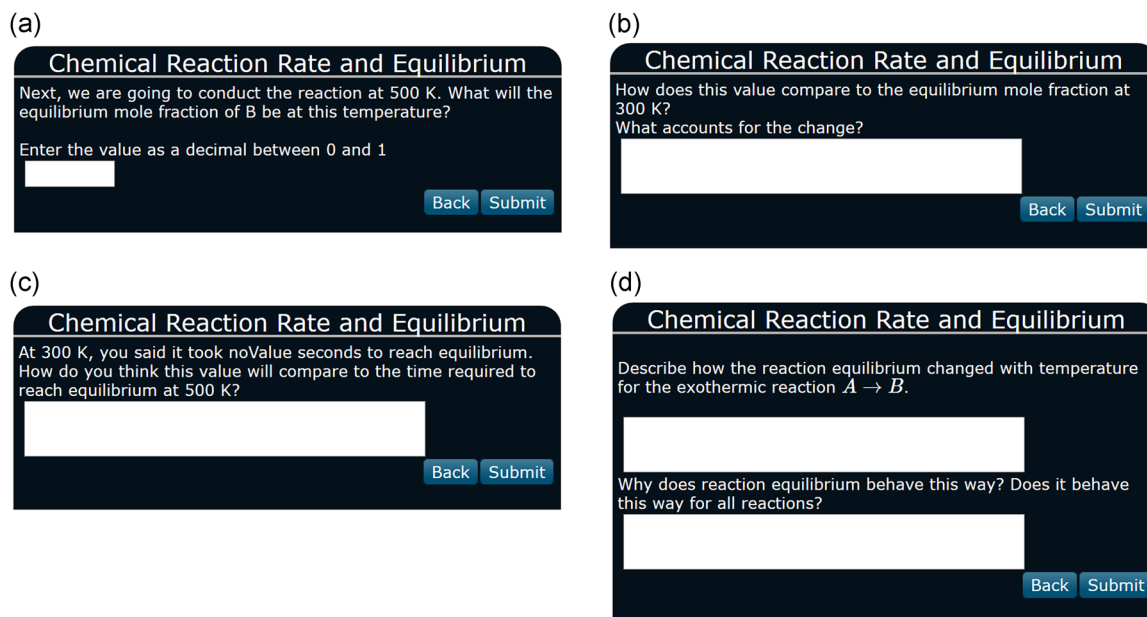 (a)
Chemical Reaction Rate and Equilibrium
Next, we are going to conduct the reaction at 500 K. What will the
equilibrium mole fraction of B be at this temperature?
Enter the value as a decimal between 0 and 1
Back Submit
(b)
Chemical Reaction Rate and Equilibrium
How does this value compare to the equilibrium mole fraction at
300 K?
What accounts for the change?
Back Submit
(c)
Chemical Reaction Rate and Equilibrium
At 300 K, you said it took noValue seconds to reach equilibrium.
How do you think this value will compare to the time required to
reach equilibrium at 500 K?
Back Submit
(d)
Chemical Reaction Rate and Equilibrium
Describe how the reaction equilibrium changed with temperature
for the exothermic reaction A → B.
Why does reaction equilibrium behave this way? Does it behave
this way for all reactions?
Back Submit